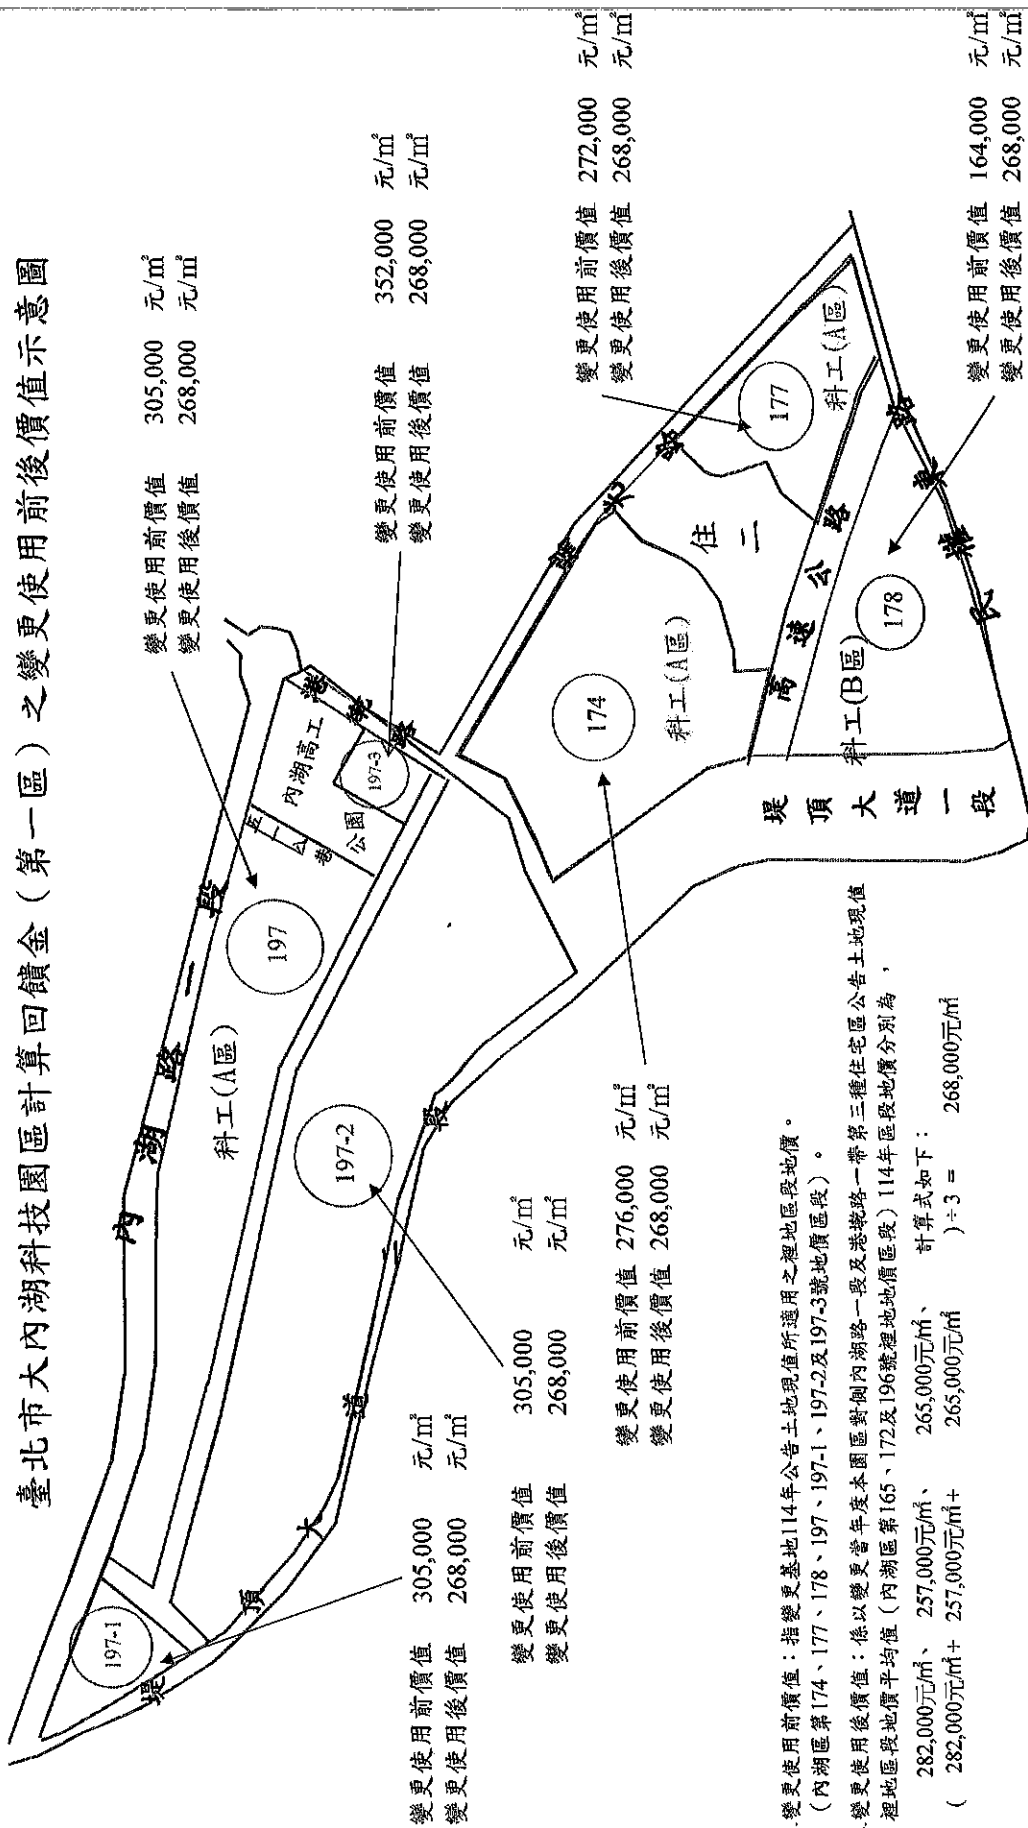 臺北市大內湖科技園區計算回饋金（第一區）之變更使用前後價值示意圖
變更使用前價值 305,000 元/㎡
變更使用後價值 268,000 元/㎡
變更使用前價值 352,000 元/㎡
變更使用後價值 268,000 元/㎡
變更使用前價值 272,000 元/㎡
變更使用後價值 268,000 元/㎡
變更使用前價值 164,000 元/㎡
變更使用後價值 268,000 元/㎡
變更使用前價值 305,000 元/㎡
變更使用後價值 268,000 元/㎡
變更使用前價值 305,000 元/㎡
變更使用後價值 268,000 元/㎡
變更使用前價值 276,000 元/㎡
變更使用後價值 268,000 元/㎡
內湖路一段
港墘路
內湖高工
197-3
公園
五一八巷
197
科工(A區)
197-2
197-1
堤頂大道二段
瑞光路
174
科工(A區)
住二
177
科工(A區)
高速公路
178
科工(B區)
民權東路
堤頂大道一段
變更使用前價值：指變更基地114年公告土地現值所適用之裡地區段地價。
（內湖區第174、177、178、197、197-1、197-2及197-3號地價區段）。
變更使用後價值：係以變更當年度本園區對側內湖路一段及港墘路一帶第三種住宅區公告土地現值
裡地區段地價平均值（內湖區第165、172及196號裡地地價區段）114年區段地價分別為，
282,000元/㎡、 257,000元/㎡、 265,000元/㎡、 計算式如下：
( 282,000元/㎡+ 257,000元/㎡+ 265,000元/㎡ )÷3 = 268,000元/㎡